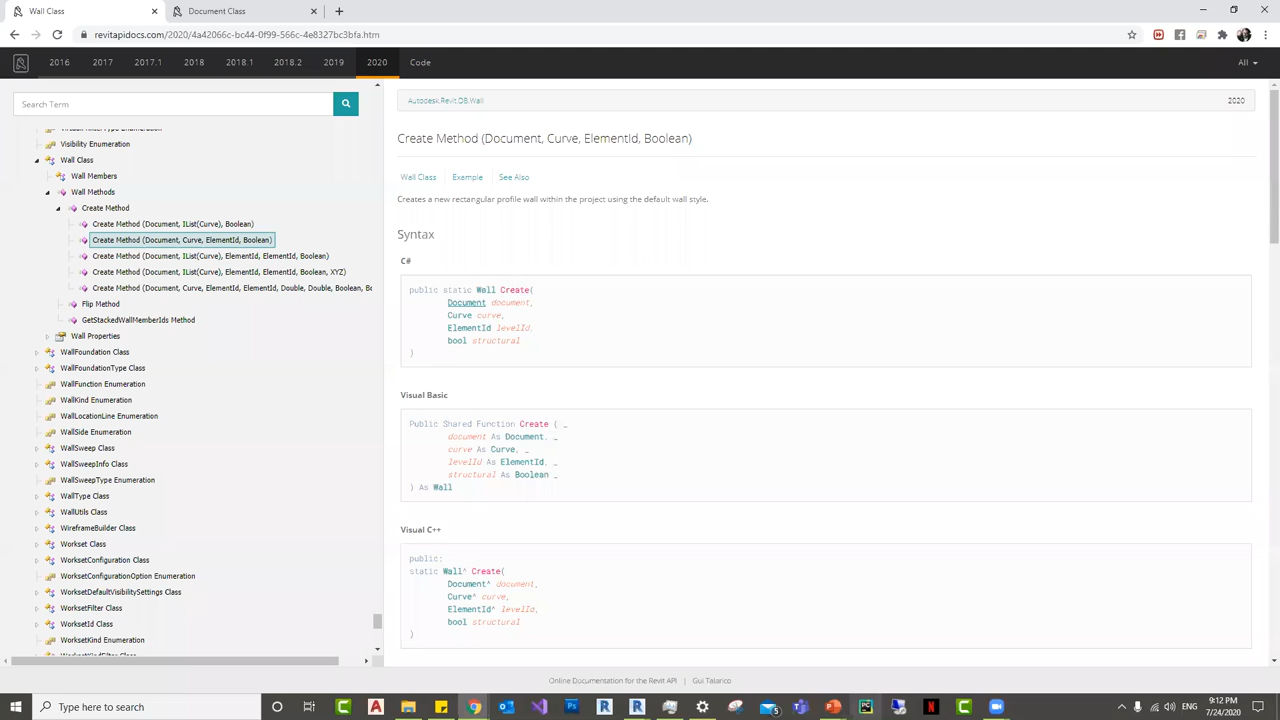 Wall Class
Document Class
revitapidocs.com/2020/4a42066c-bc44-0f99-566c-4e8327bc3bfa.htm
2016 2017 2017.1 2018 2018.1 2018.2 2019 2020 Code All
Search Term
Visibility Enumeration
Wall Class
Wall Members
Wall Methods
Create Method
Create Method (Document, IList(Curve), Boolean)
Create Method (Document, Curve, ElementId, Boolean)
Create Method (Document, IList(Curve), ElementId, ElementId, Boolean)
Create Method (Document, IList(Curve), ElementId, ElementId, Boolean, XYZ)
Create Method (Document, Curve, ElementId, ElementId, Double, Double, Boolean, Bo
Flip Method
GetStackedWallMemberIds Method
Wall Properties
WallFoundation Class
WallFoundationType Class
WallFunction Enumeration
WallKind Enumeration
WallLocationLine Enumeration
WallSide Enumeration
WallSweep Class
WallSweepInfo Class
WallSweepType Enumeration
WallType Class
WallUtils Class
WireframeBuilder Class
Workset Class
WorksetConfiguration Class
WorksetConfigurationOption Enumeration
WorksetDefaultVisibilitySettings Class
WorksetFilter Class
WorksetId Class
WorksetKind Enumeration
Autodesk.Revit.DB.Wall
2020
Create Method (Document, Curve, ElementId, Boolean)
Wall Class Example See Also
Creates a new rectangular profile wall within the project using the default wall style.
Syntax
C#
public static Wall Create(
Document document,
Curve curve,
ElementId levelId,
bool structural
)
Visual Basic
Public Shared Function Create ( _
document As Document, _
curve As Curve, _
levelId As ElementId, _
structural As Boolean _
) As Wall
Visual C++
public:
static Wall^ Create(
Document^ document,
Curve^ curve,
ElementId^ levelId,
bool structural
)
Online Documentation for the Revit API | Gui Talarico
Type here to search
9:12 PM
7/24/2020